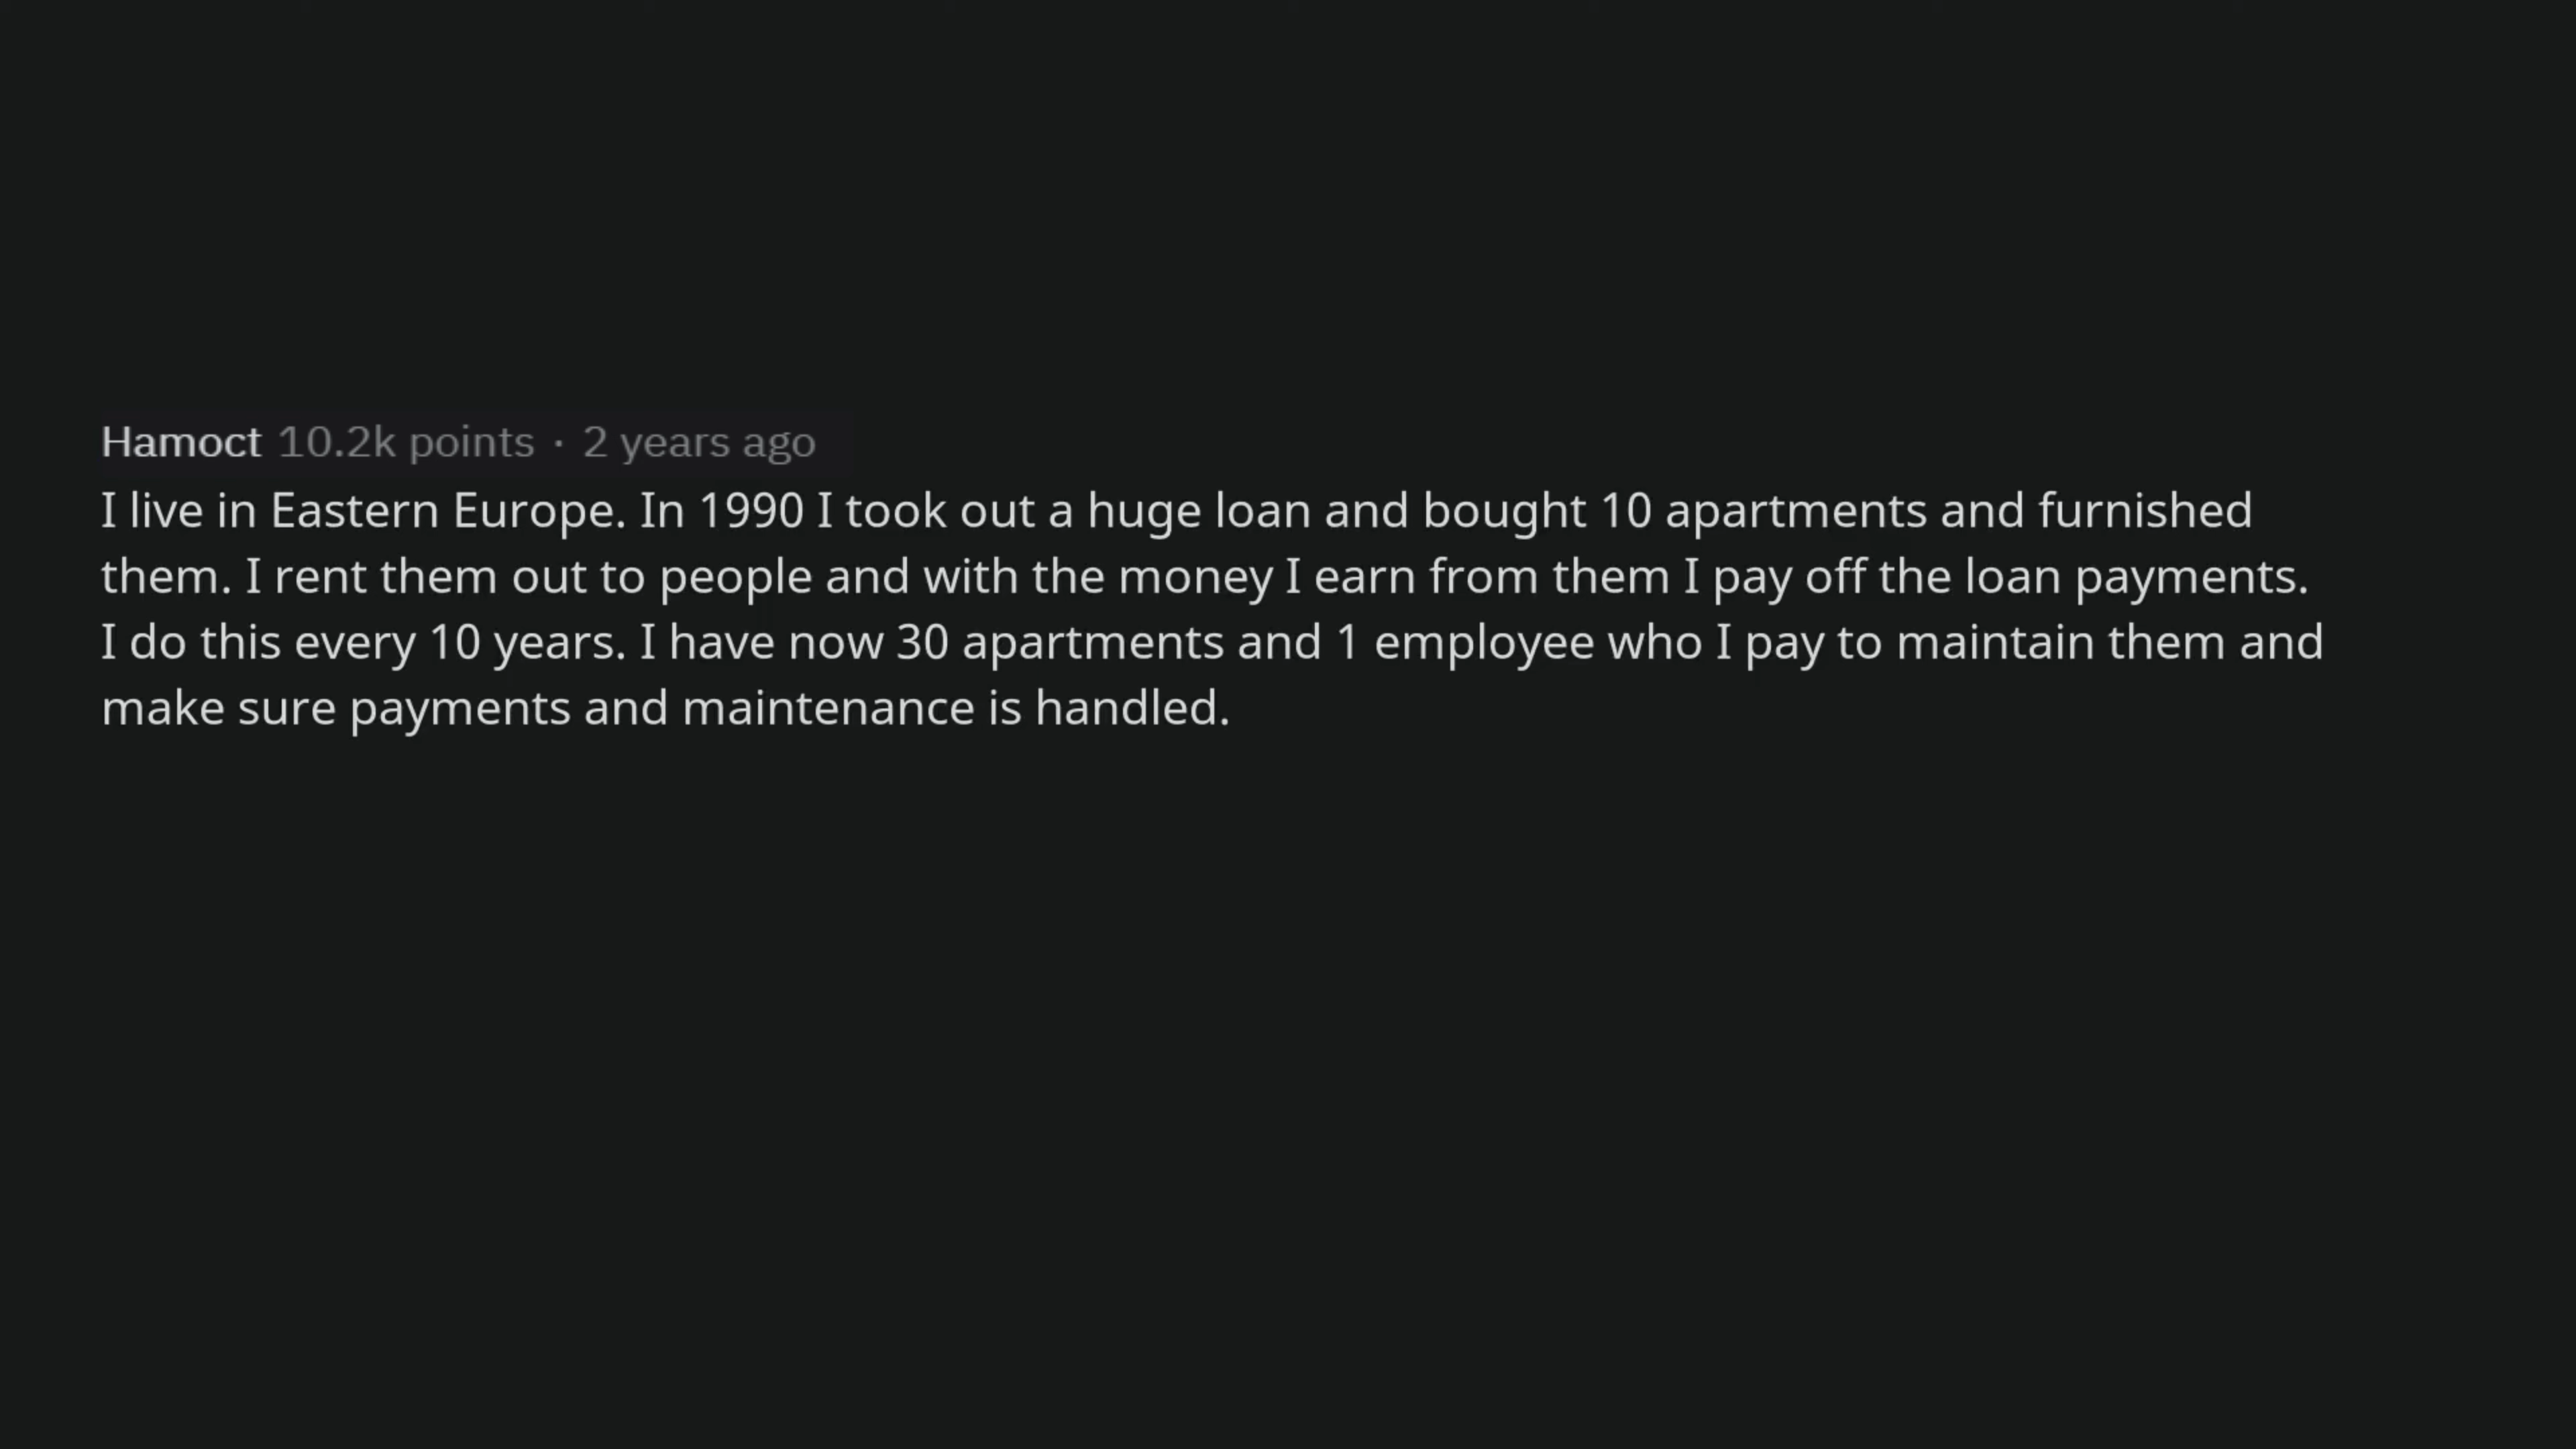 Hamoct 10.2k points · 2 years ago
I live in Eastern Europe. In 1990 I took out a huge loan and bought 10 apartments and furnished
them. I rent them out to people and with the money I earn from them I pay off the loan payments.
I do this every 10 years. I have now 30 apartments and 1 employee who I pay to maintain them and
make sure payments and maintenance is handled.